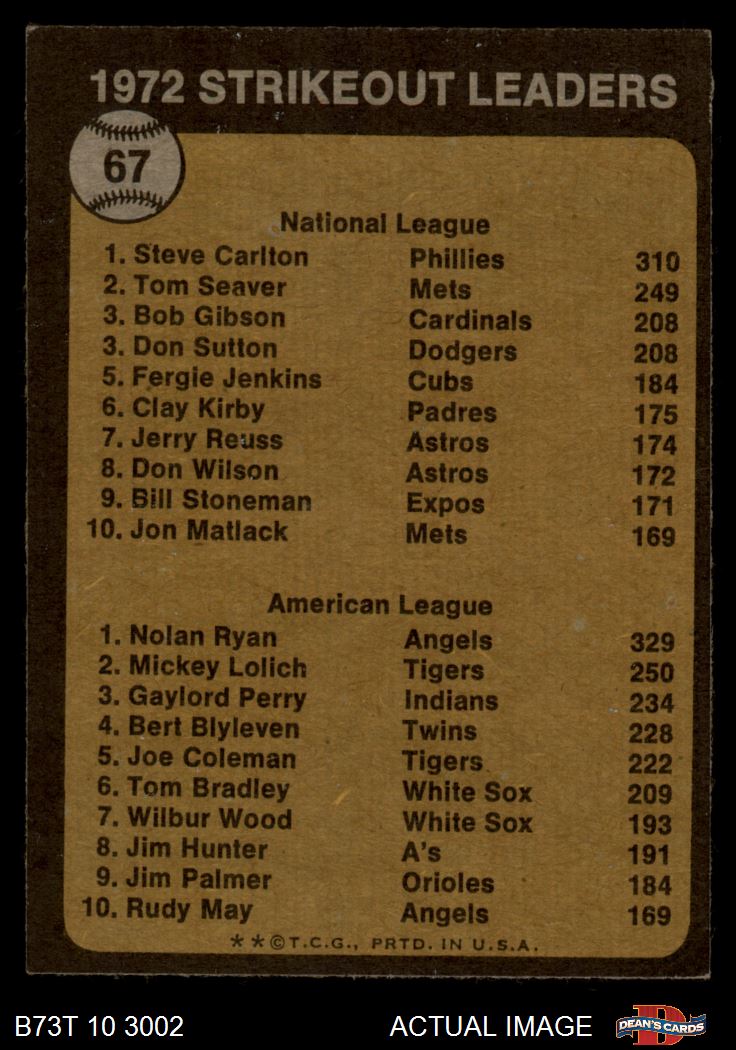 1972 STRIKEOUT LEADERS
67
National League
1. Steve Carlton Phillies 310
2. Tom Seaver Mets 249
3. Bob Gibson Cardinals 208
3. Don Sutton Dodgers 208
5. Fergie Jenkins Cubs 184
6. Clay Kirby Padres 175
7. Jerry Reuss Astros 174
8. Don Wilson Astros 172
9. Bill Stoneman Expos 171
10. Jon Matlack Mets 169
American League
1. Nolan Ryan Angels 329
2. Mickey Lolich Tigers 250
3. Gaylord Perry Indians 234
4. Bert Blyleven Twins 228
5. Joe Coleman Tigers 222
6. Tom Bradley White Sox 209
7. Wilbur Wood White Sox 193
8. Jim Hunter A's 191
9. Jim Palmer Orioles 184
10. Rudy May Angels 169
* * © T.C.G., PRTD. IN U.S.A.
B73T 10 3002 ACTUAL IMAGE
D
DEAN'S CARDS